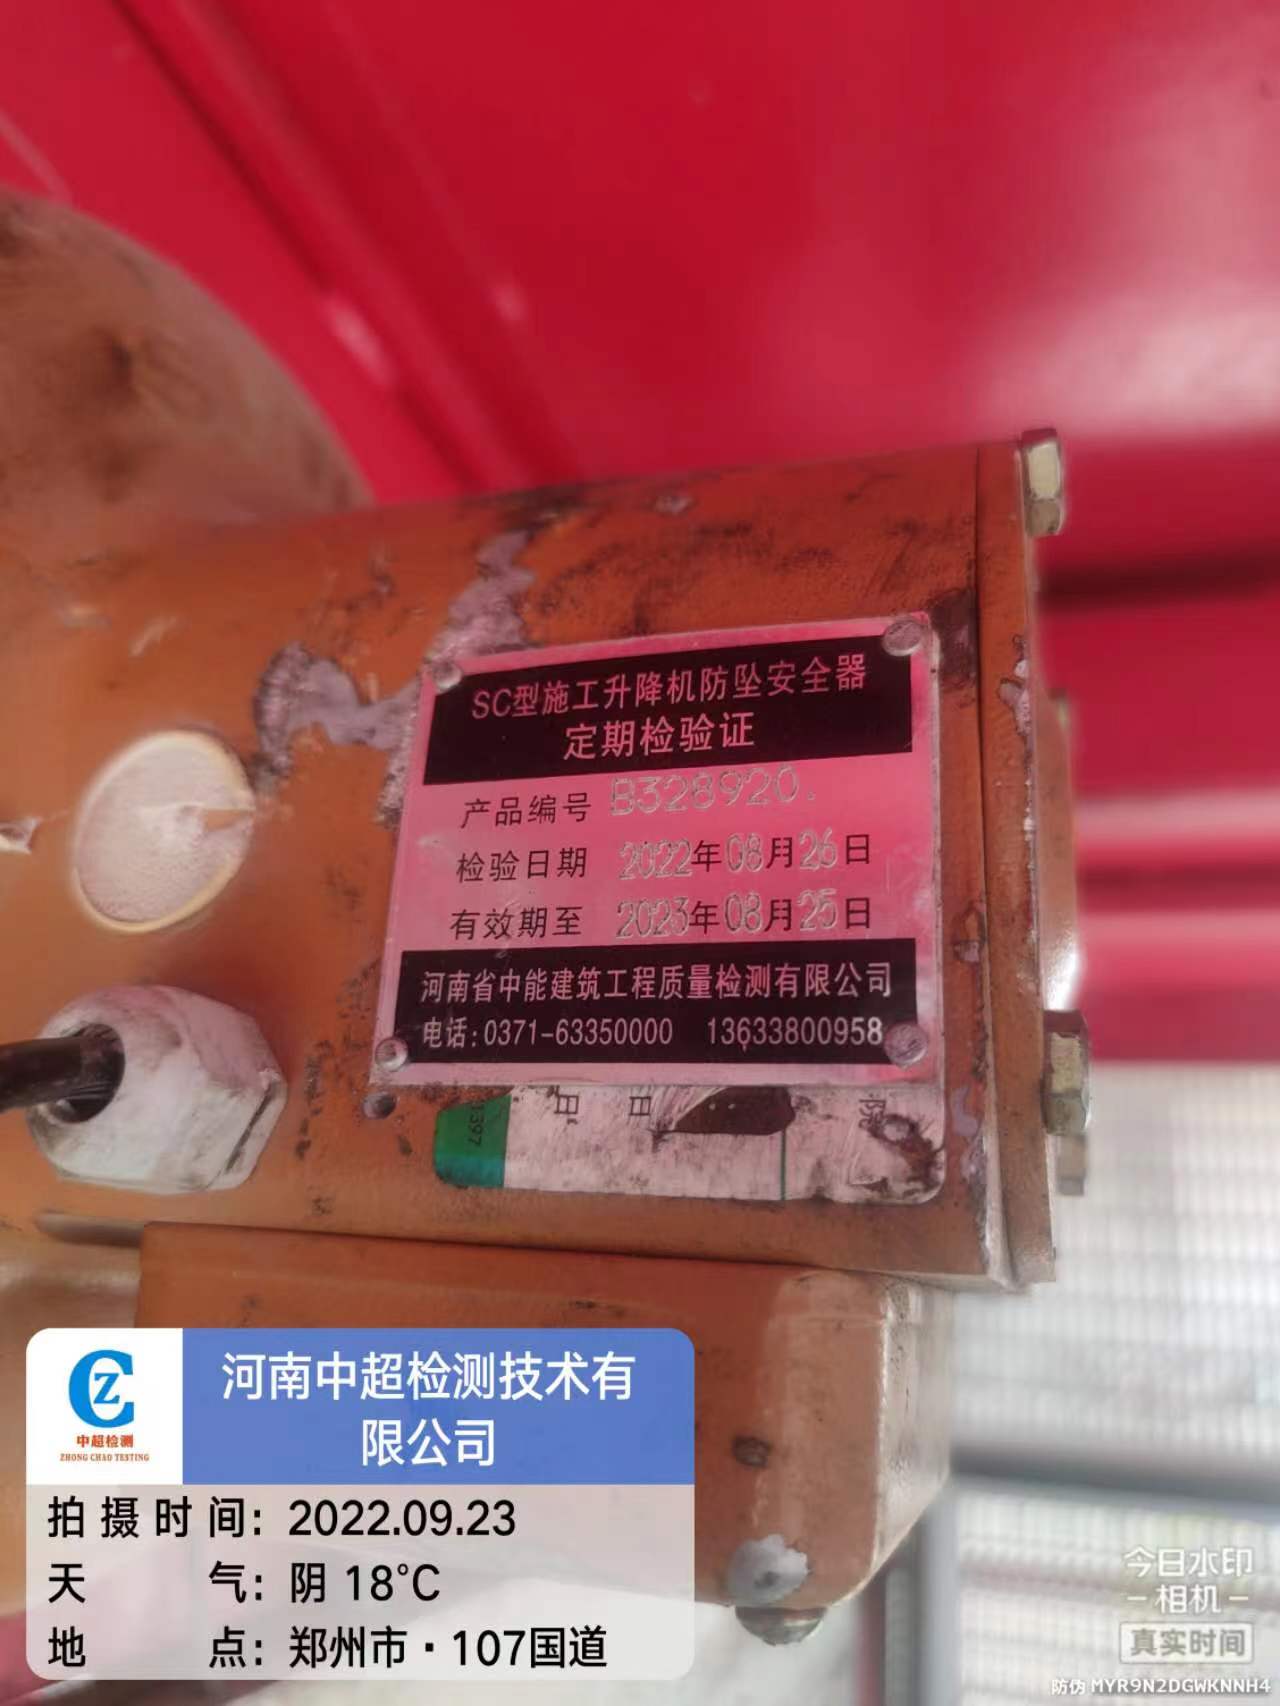 SC型施工升降机防坠安全器
定期检验证
产品编号 B328920.
检验日期 2022年08月26日
有效期至 2023年08月25日
河南省中能建筑工程质量检测有限公司
电话:0371-63350000 13633800958
1397
日
日
中超检测
ZHONG CHAO TESTING
河南中超检测技术有
限公司
拍摄时间: 2022.09.23
天 气: 阴 18°C
地 点: 郑州市·107国道
今日水印
-相机-
真实时间
防伪 MYR9N2DGWKNNH4